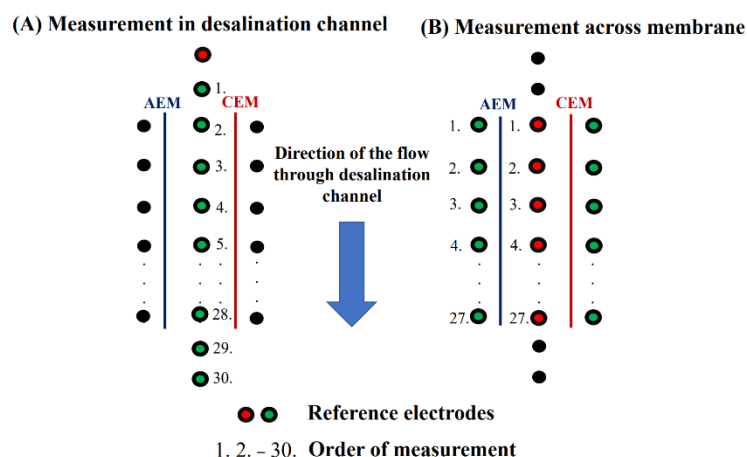 (A) Measurement in desalination channel
(B) Measurement across membrane
1.
AEM
CEM
2.
3.
4.
5.
28.
29.
30.
Direction of the flow
through desalination
channel
AEM
CEM
1.
1.
2.
2.
3.
3.
4.
4.
27.
27.
Reference electrodes
1. 2. – 30. Order of measurement